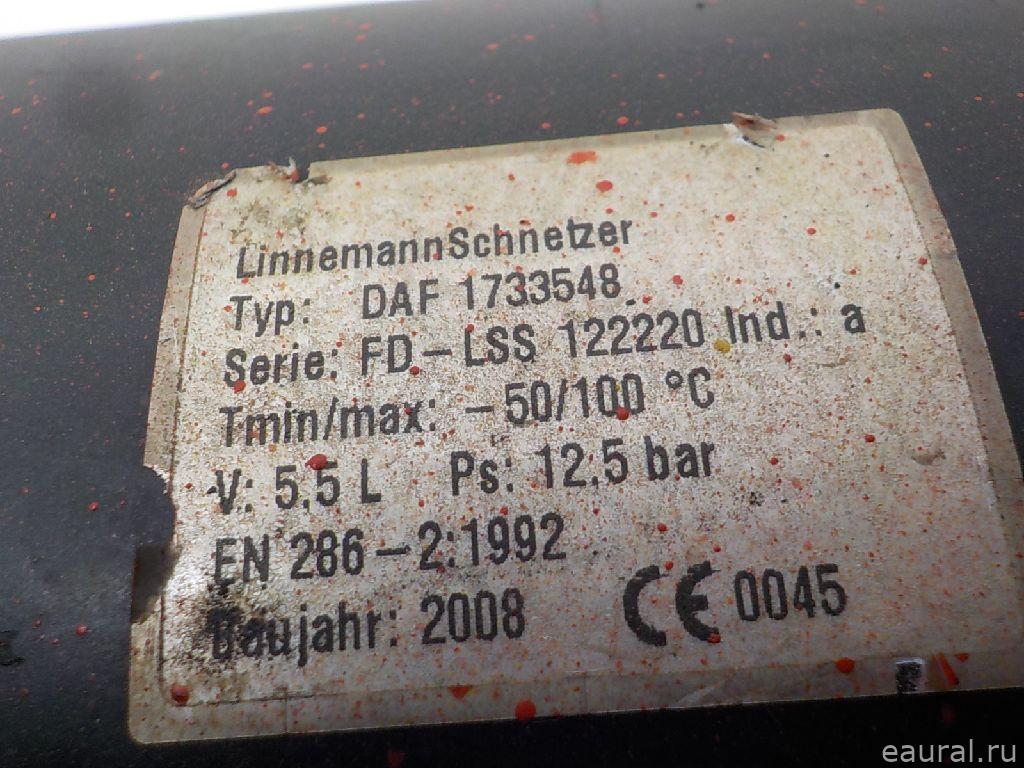 LinnemannSchnetzer
Typ: DAF 1733548
Serie: FD-LSS 122220 Ind.: a
Tmin/max: -50/100 °C
V: 5,5 L Ps: 12,5 bar
EN 286-2:1992
Baujahr: 2008 CE 0045
eaural.ru